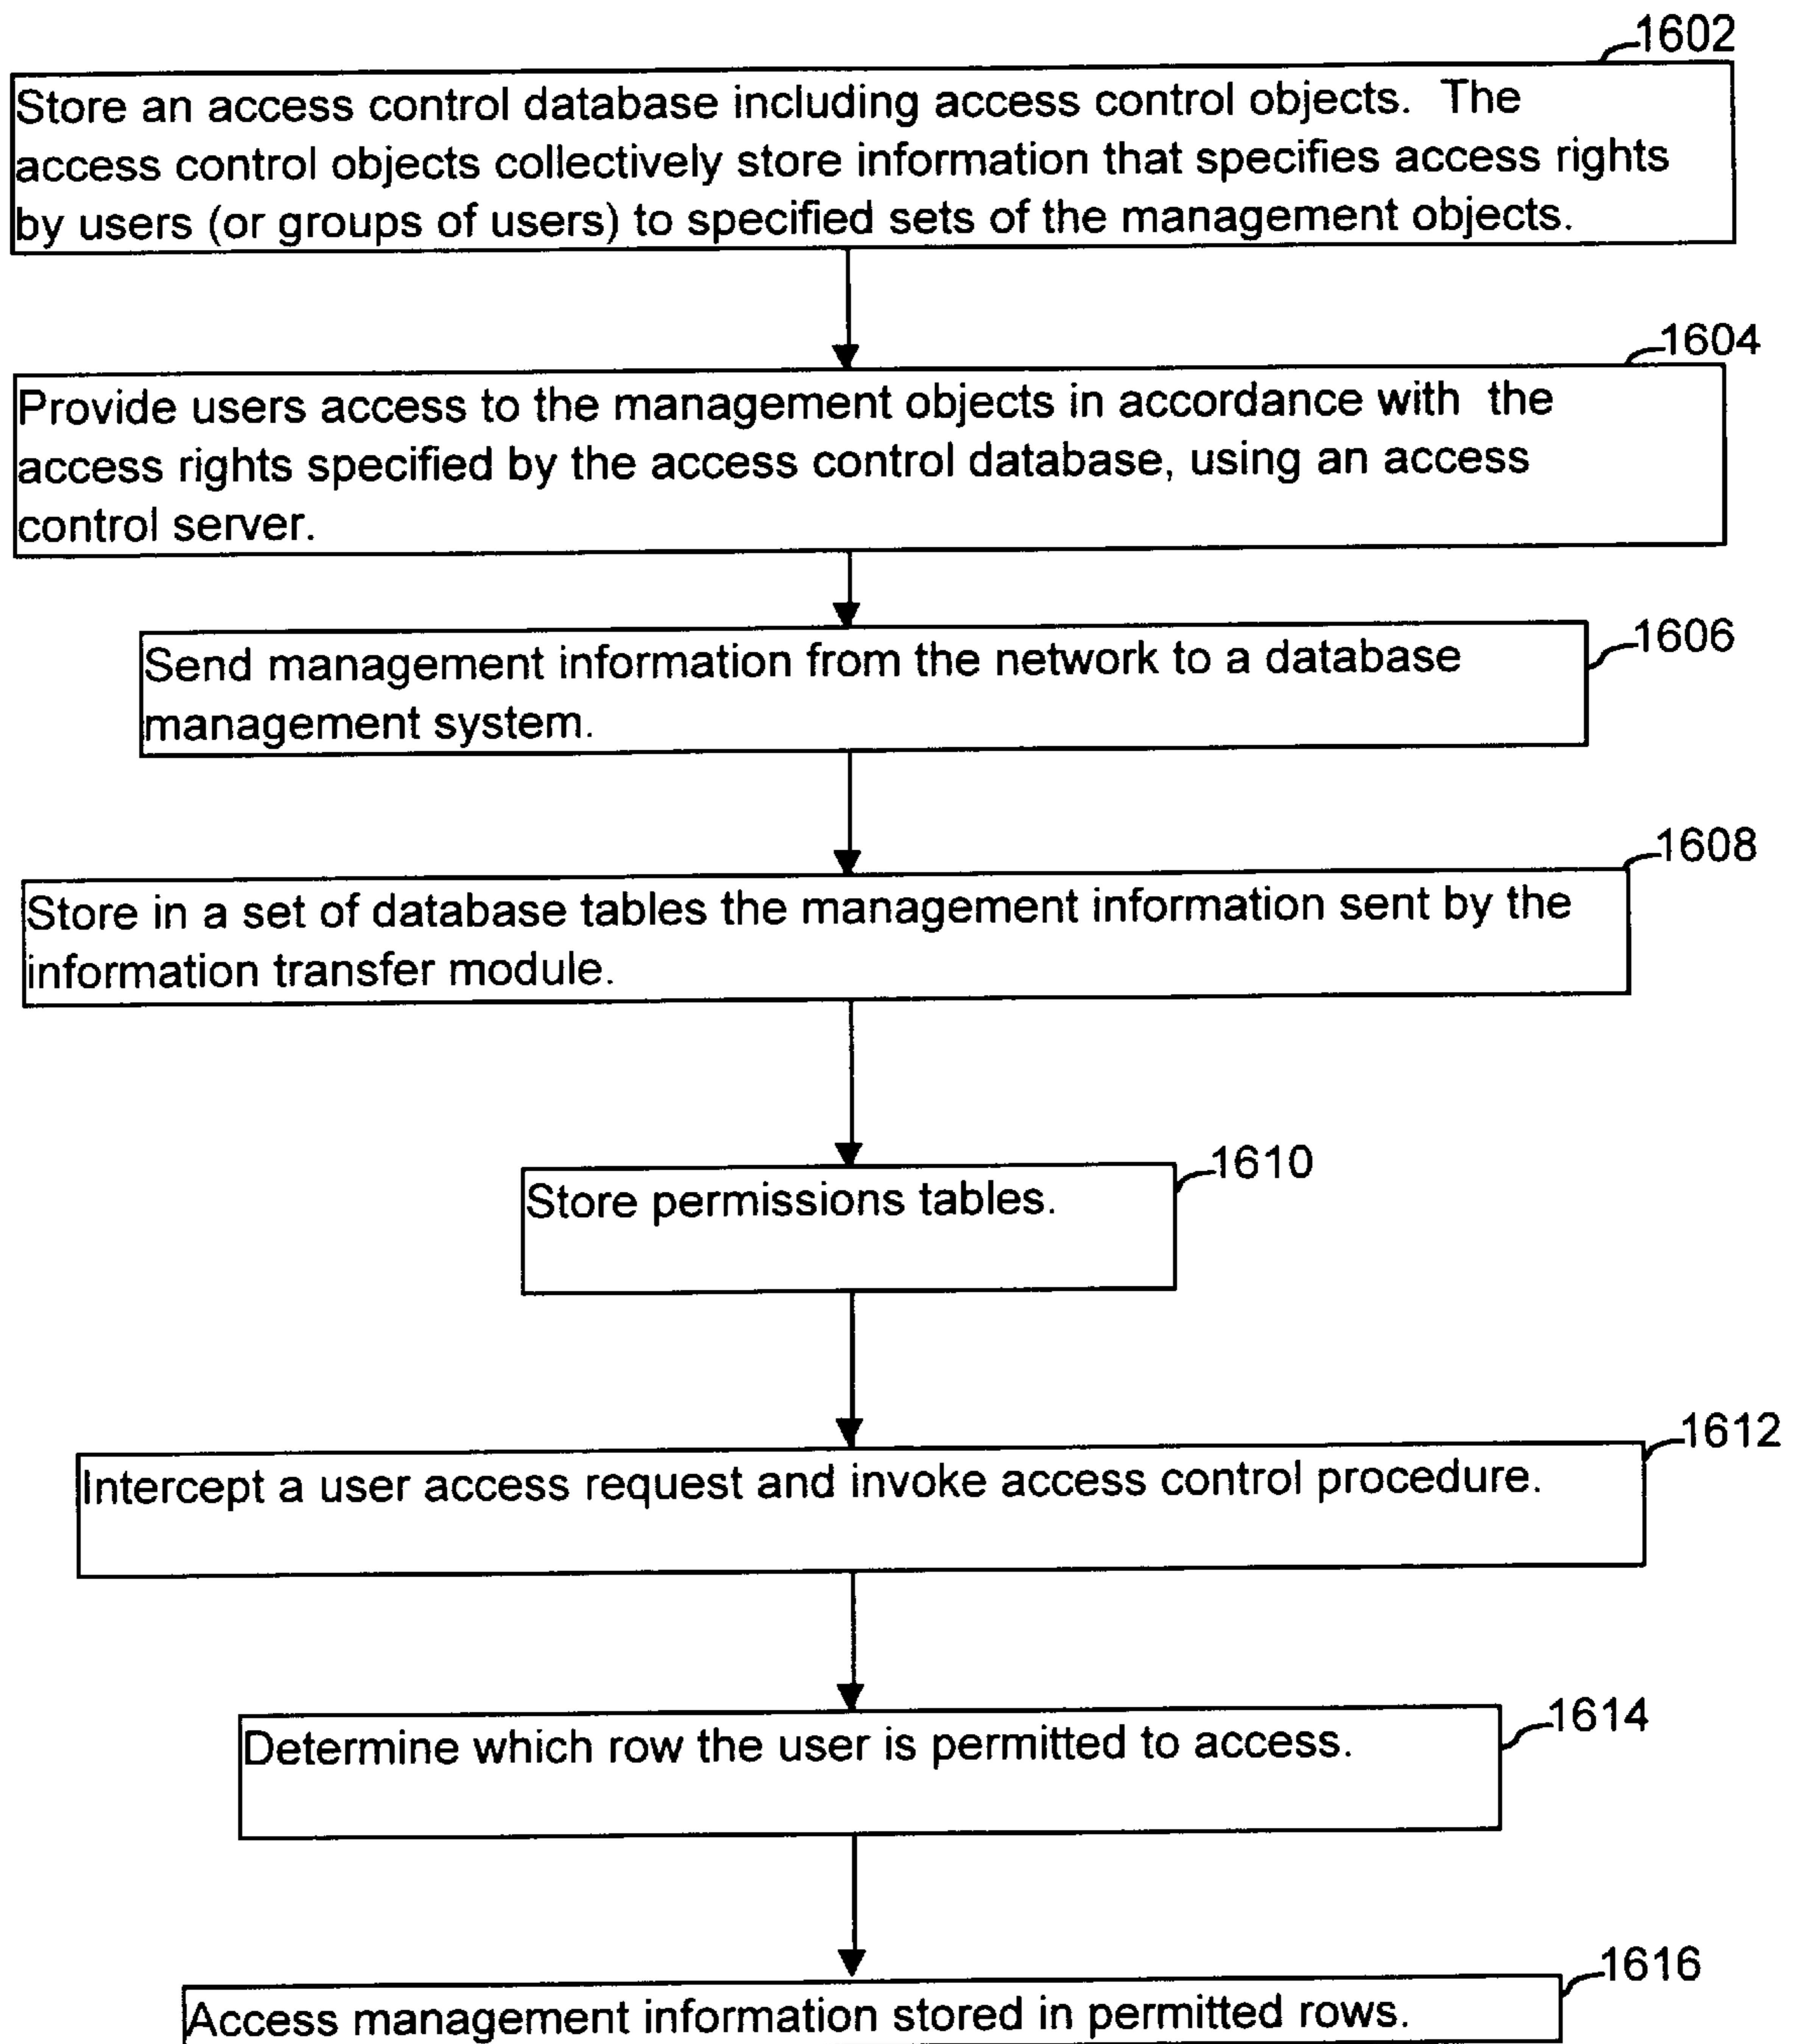 1602
Store an access control database including access control objects.  The
access control objects collectively store information that specifies access rights
by users (or groups of users) to specified sets of the management objects.
1604
Provide users access to the management objects in accordance with  the
access rights specified by the access control database, using an access
control server.
1606
Send management information from the network to a database
management system.
1608
Store in a set of database tables the management information sent by the
information transfer module.
1610
Store permissions tables.
1612
Intercept a user access request and invoke access control procedure.
1614
Determine which row the user is permitted to access.
1616
Access management information stored in permitted rows.